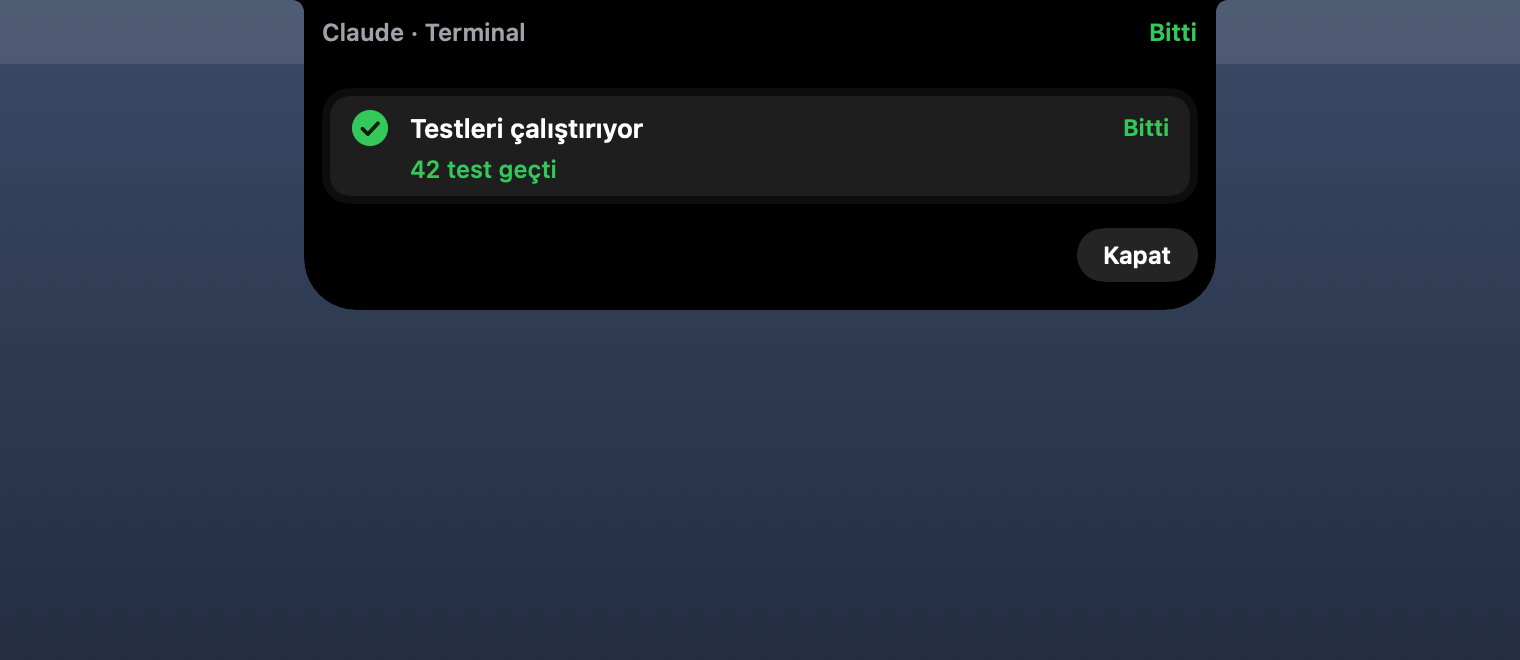 Claude · Terminal
Bitti
Testleri çalıştırıyor
Bitti
42 test geçti
Kapat